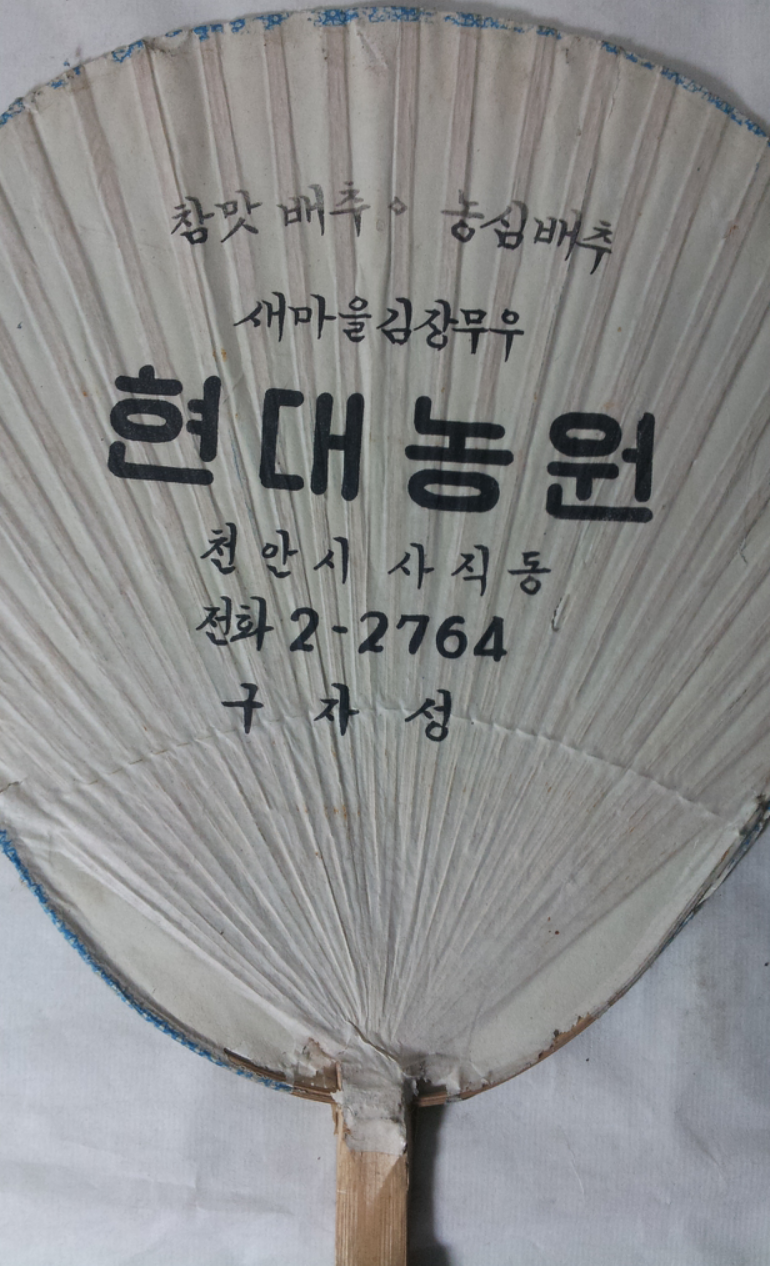 참맛 배추。 농심배추
새마을김장무우
현대농원
천안시 사직동
전화 2-2764
구자성